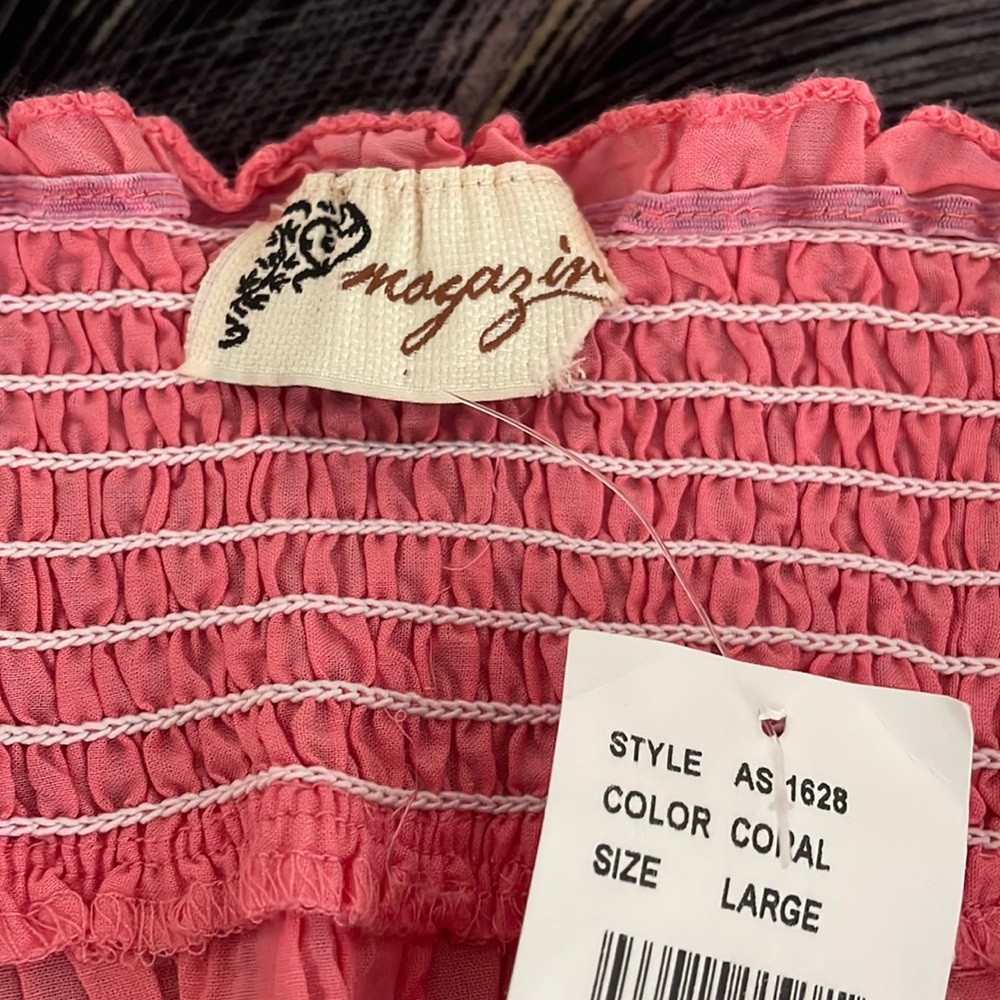 magazin
STYLE AS 1628
COLOR CORAL
SIZE LARGE